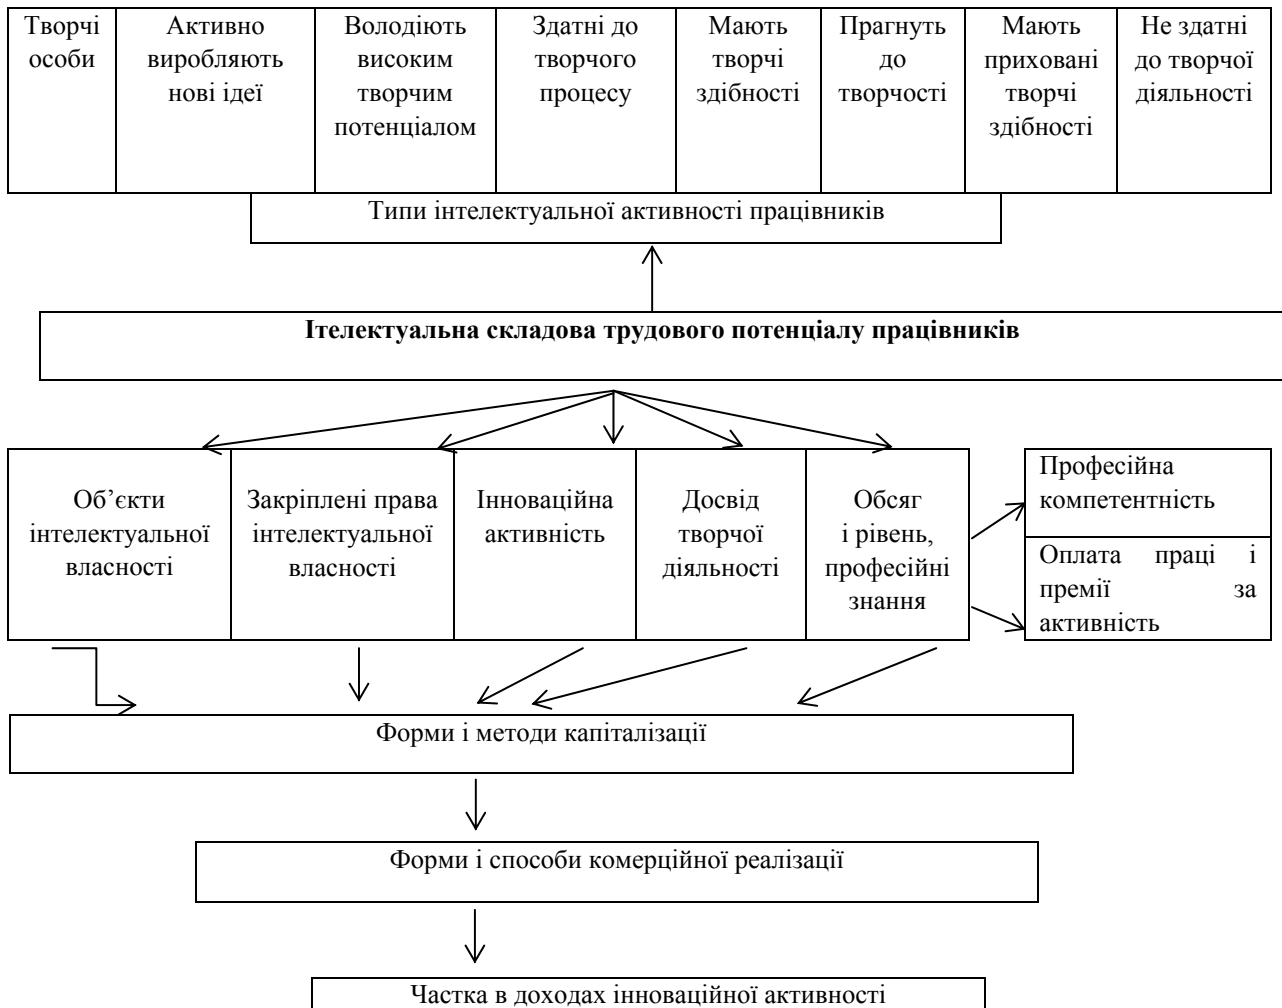 Творчі
особи
Активно
виробляють
нові ідеї
Володіють
високим
творчим
потенціалом
Здатні до
творчого
процесу
Мають
творчі
здібності
Прагнуть
до
творчості
Мають
приховані
творчі
здібності
Не здатні
до творчої
діяльності
Типи інтелектуальної активності працівників
Ітелектуальна складова трудового потенціалу працівників
Об’єкти
інтелектуальної
власності
Закріплені права
інтелектуальної
власності
Інноваційна
активність
Досвід
творчої
діяльності
Обсяг
і рівень,
професійні
знання
Професійна
компетентність
Оплата праці і
премії за
активність
Форми і методи капіталізації
Форми і способи комерційної реалізації
Частка в доходах інноваційної активності